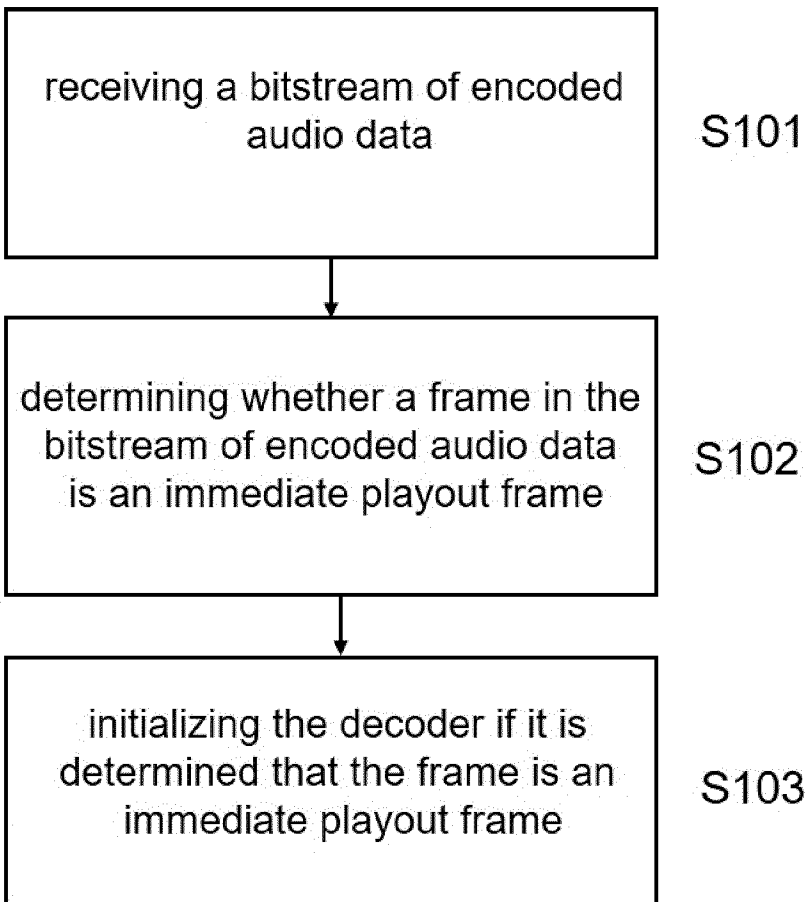 receiving a bitstream of encoded
audio data
S101
determining whether a frame in the
bitstream of encoded audio data
is an immediate playout frame
S102
initializing the decoder if it is
determined that the frame is an
immediate playout frame
S103